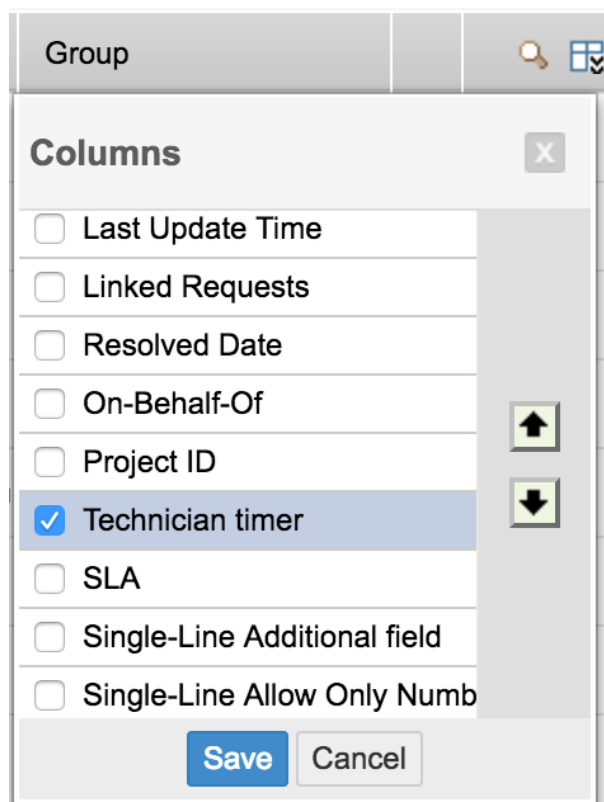 Group
Columns
X
Last Update Time
Linked Requests
Resolved Date
On-Behalf-Of
Project ID
Technician timer
SLA
Single-Line Additional field
Single-Line Allow Only Numb
Save Cancel